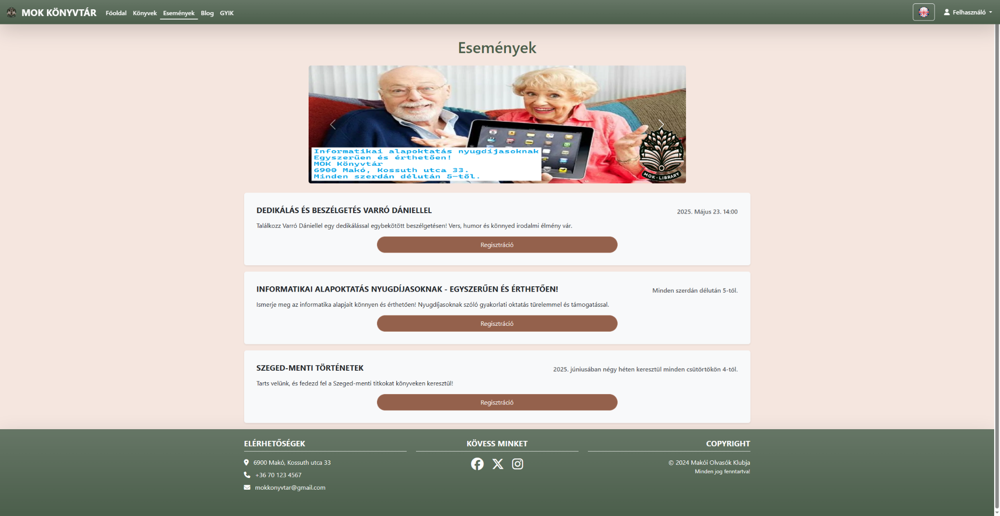 MOK KÖNYVTÁR
Főoldal
Könyvek
Események
Blog
GYIK
Felhasználó
Események
Informatikai alapoktatás nyugdíjasoknak
Egyszerűen és érthetően!
MOK Könyvtár
6900 Makó, Kossuth utca 33.
Minden szerdán délután 5-től.
MOK · LIBRARY
DEDIKÁLÁS ÉS BESZÉLGETÉS VARRÓ DÁNIELLEL
2025. Május 23. 14:00
Találkozz Varró Dániellel egy dedikálással egybekötött beszélgetésen! Vers, humor és könnyed irodalmi élmény vár.
Regisztráció
INFORMATIKAI ALAPOKTATÁS NYUGDÍJASOKNAK - EGYSZERŰEN ÉS ÉRTHETŐEN!
Minden szerdán délután 5-től.
Ismerje meg az informatika alapjait könnyen és érthetően! Nyugdíjasoknak szóló gyakorlati oktatás türelemmel és támogatással.
Regisztráció
SZEGED-MENTI TÖRTÉNETEK
2025. júniusában négy héten keresztül minden csütörtökön 4-től.
Tarts velünk, és fedezd fel a Szeged-menti titkokat könyveken keresztül!
Regisztráció
ELÉRHETŐSÉGEK
6900 Makó, Kossuth utca 33
+36 70 123 4567
mokkonyvtar@gmail.com
KÖVESS MINKET
COPYRIGHT
© 2024 Makói Olvasók Klubja
Minden jog fenntartva!